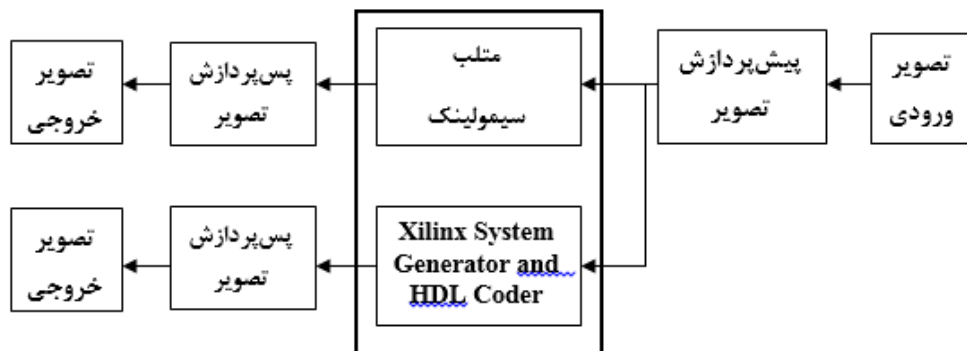 تصویر
ورودی
پیش‌پردازش
تصویر
متلب
سیمولینک
پس‌پردازش
تصویر
تصویر
خروجی
Xilinx System
Generator and
HDL Coder
پس‌پردازش
تصویر
تصویر
خروجی